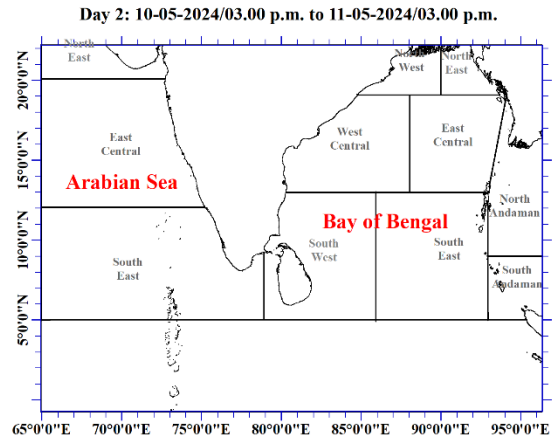 Day 2: 10-05-2024/03.00 p.m. to 11-05-2024/03.00 p.m.
North
East
North
West
North
East
20°0'0"N
East
Central
West
Central
East
Central
15°0'0"N
Arabian Sea
North
Andaman
Bay of Bengal
10°0'0"N
South
East
South
West
South
East
South
Andaman
5°0'0"N
65°0'0"E 70°0'0"E 75°0'0"E 80°0'0"E 85°0'0"E 90°0'0"E 95°0'0"E